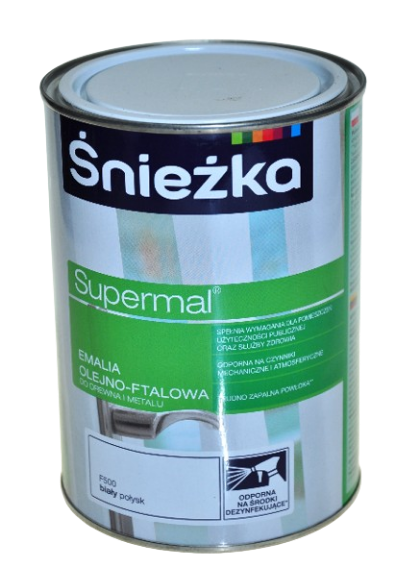 Śnieżka
Supermal®
EMALIA
OLEJNO-FTALOWA
DO DREWNA I METALU
SPEŁNIA WYMAGANIA DLA POMIESZCZEŃ
UŻYTECZNOŚCI PUBLICZNEJ
ORAZ SŁUŻBY ZDROWIA
ODPORNA NA CZYNNIKI
MECHANICZNE I ATMOSFERYCZNE
TRUDNO ZAPALNA POWŁOKA*
F500
biały połysk
ODPORNA
NA ŚRODKI
DEZYNFEKUJĄCE*